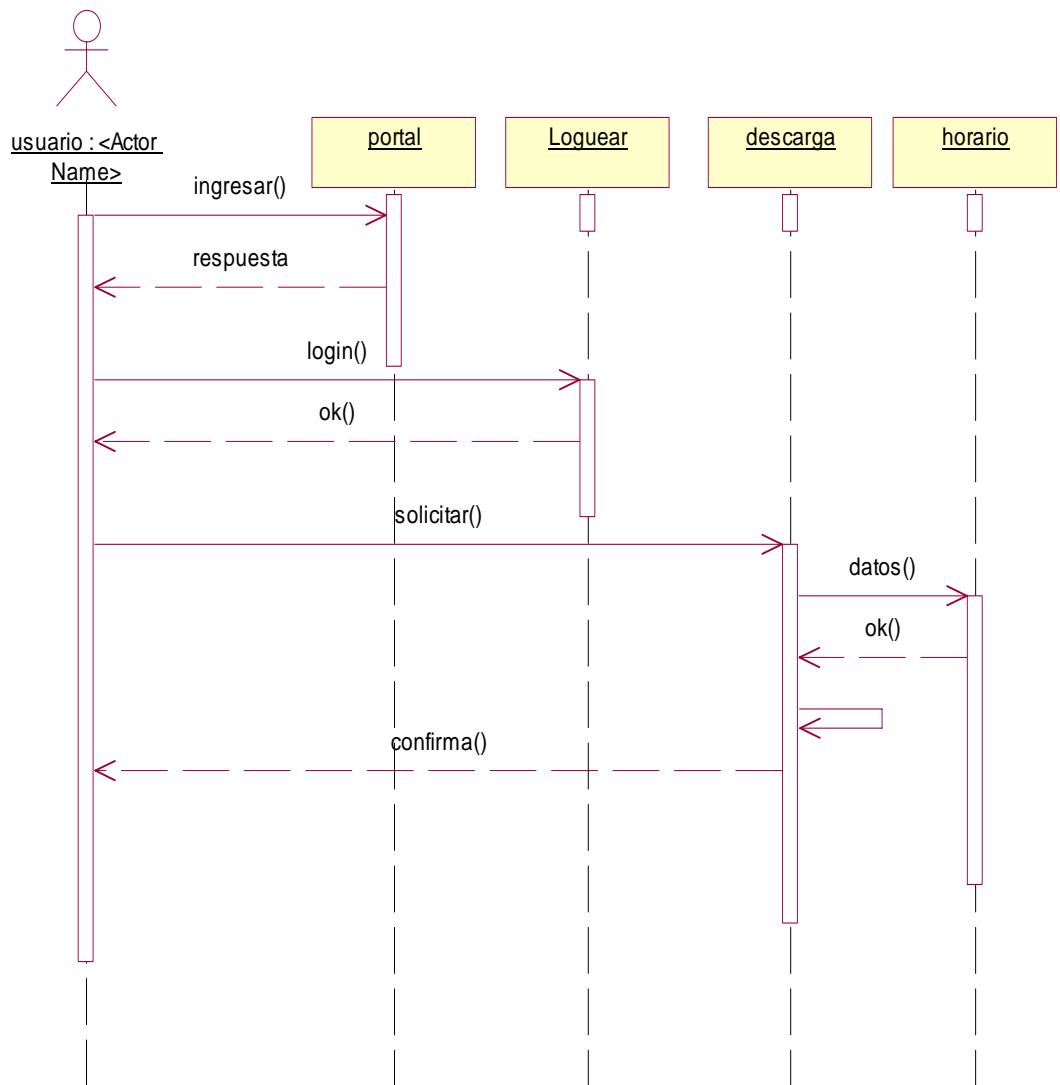 usuario : <Actor
Name>
portal
Loguear
descarga
horario
ingresar()
respuesta
login()
ok()
solicitar()
datos()
ok()
confirma()